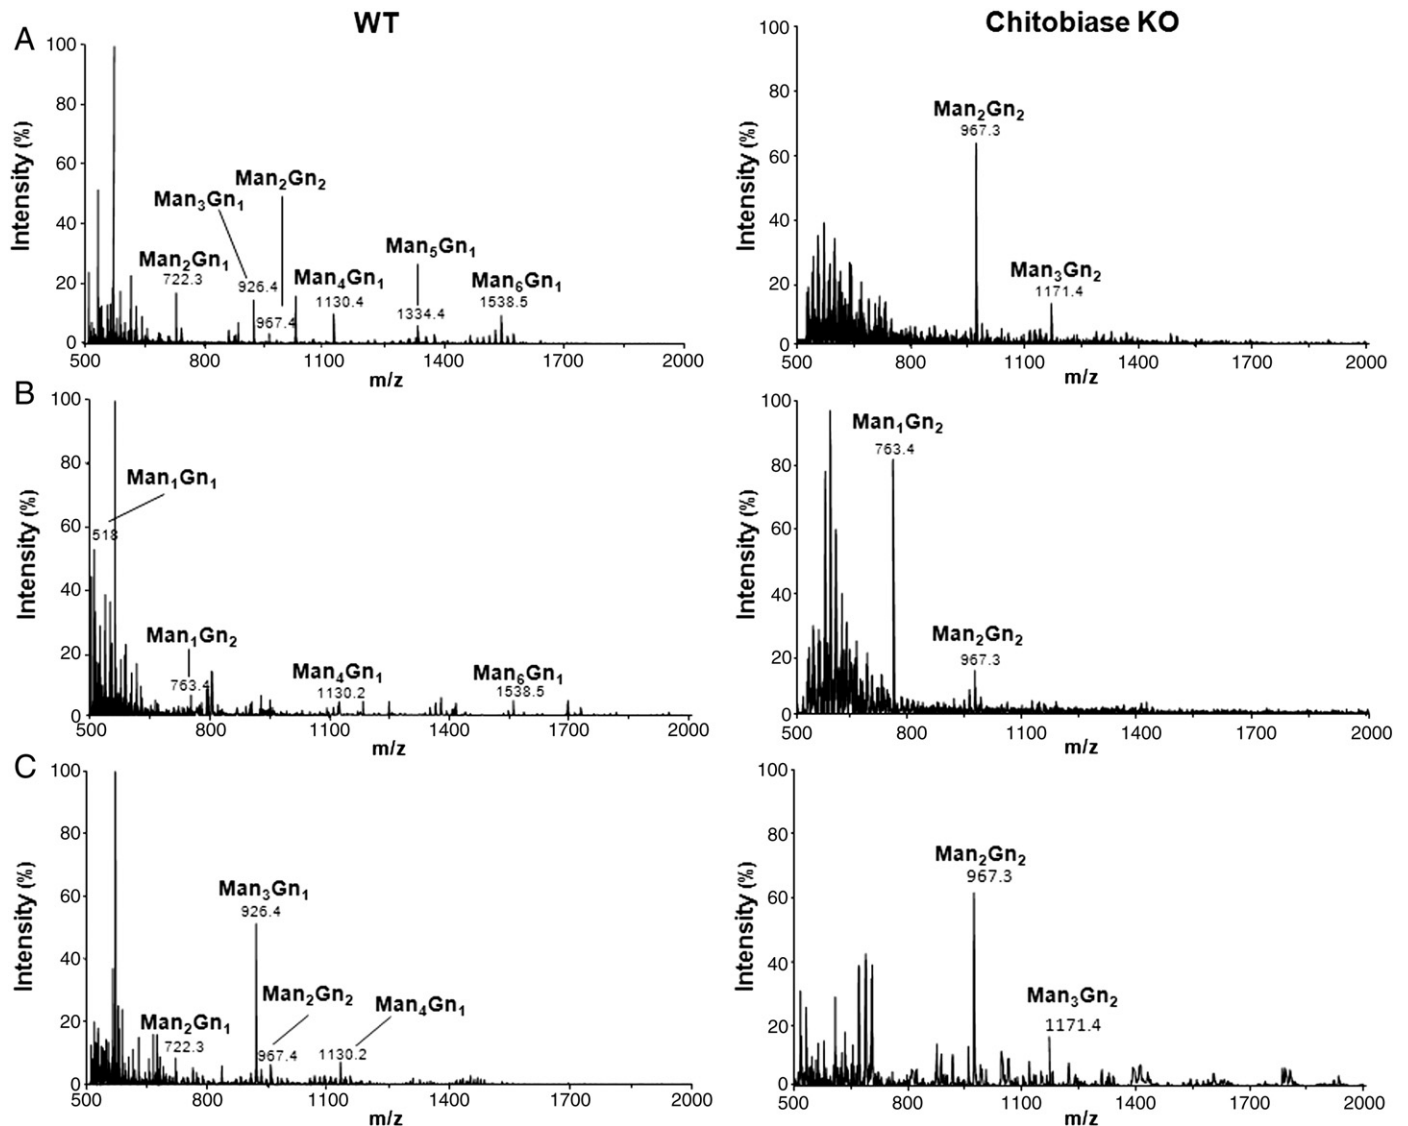 WT
Chitobiase KO
A
100
80
60
40
20
0
Intensity (%)
Man2Gn2
Man3Gn1
Man2Gn1
722.3
926.4
967.4
Man4Gn1
1130.4
Man5Gn1
1334.4
Man6Gn1
1538.5
500 800 1100 1400 1700 2000
m/z
100
80
60
40
20
0
Intensity (%)
Man2Gn2
967.3
Man3Gn2
1171.4
500 800 1100 1400 1700 2000
m/z
B
100
80
60
40
20
0
Intensity (%)
Man1Gn1
518
Man1Gn2
763.4
Man4Gn1
1130.2
Man6Gn1
1538.5
500 800 1100 1400 1700 2000
m/z
100
80
60
40
20
0
Intensity (%)
Man1Gn2
763.4
Man2Gn2
967.3
500 800 1100 1400 1700 2000
m/z
C
100
80
60
40
20
0
Intensity (%)
Man3Gn1
926.4
Man2Gn1
722.3
Man2Gn2
967.4
Man4Gn1
1130.2
500 800 1100 1400 1700 2000
m/z
100
80
60
40
20
0
Intensity (%)
Man2Gn2
967.3
Man3Gn2
1171.4
500 800 1100 1400 1700 2000
m/z